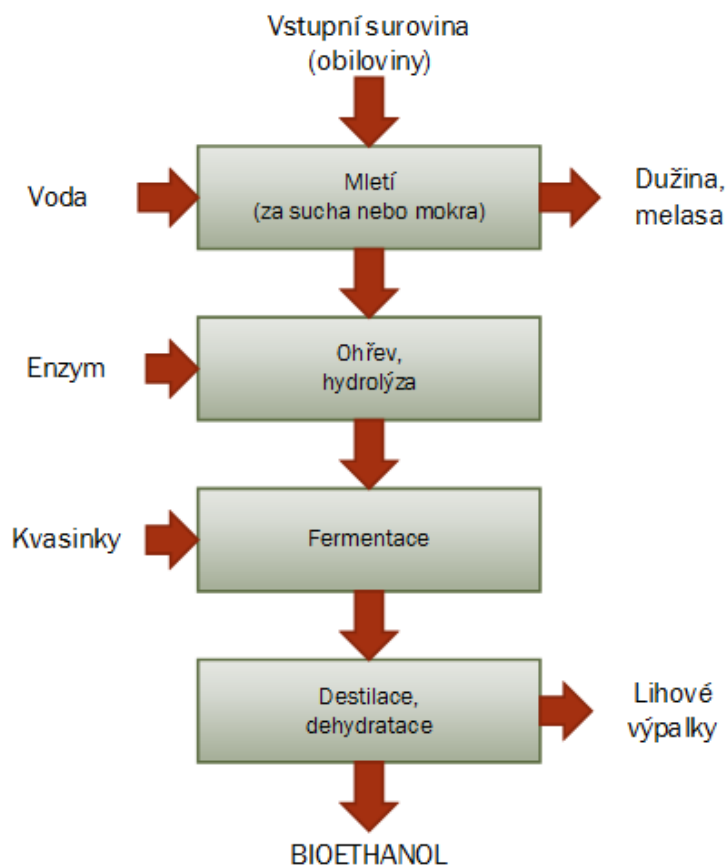 Vstupní surovina
(obiloviny)
Voda
Mletí
(za sucha nebo mokra)
Dužina,
melasa
Enzym
Ohřev,
hydrolýza
Kvasinky
Fermentace
Destilace,
dehydratace
Lihové
výpalky
BIOETHANOL